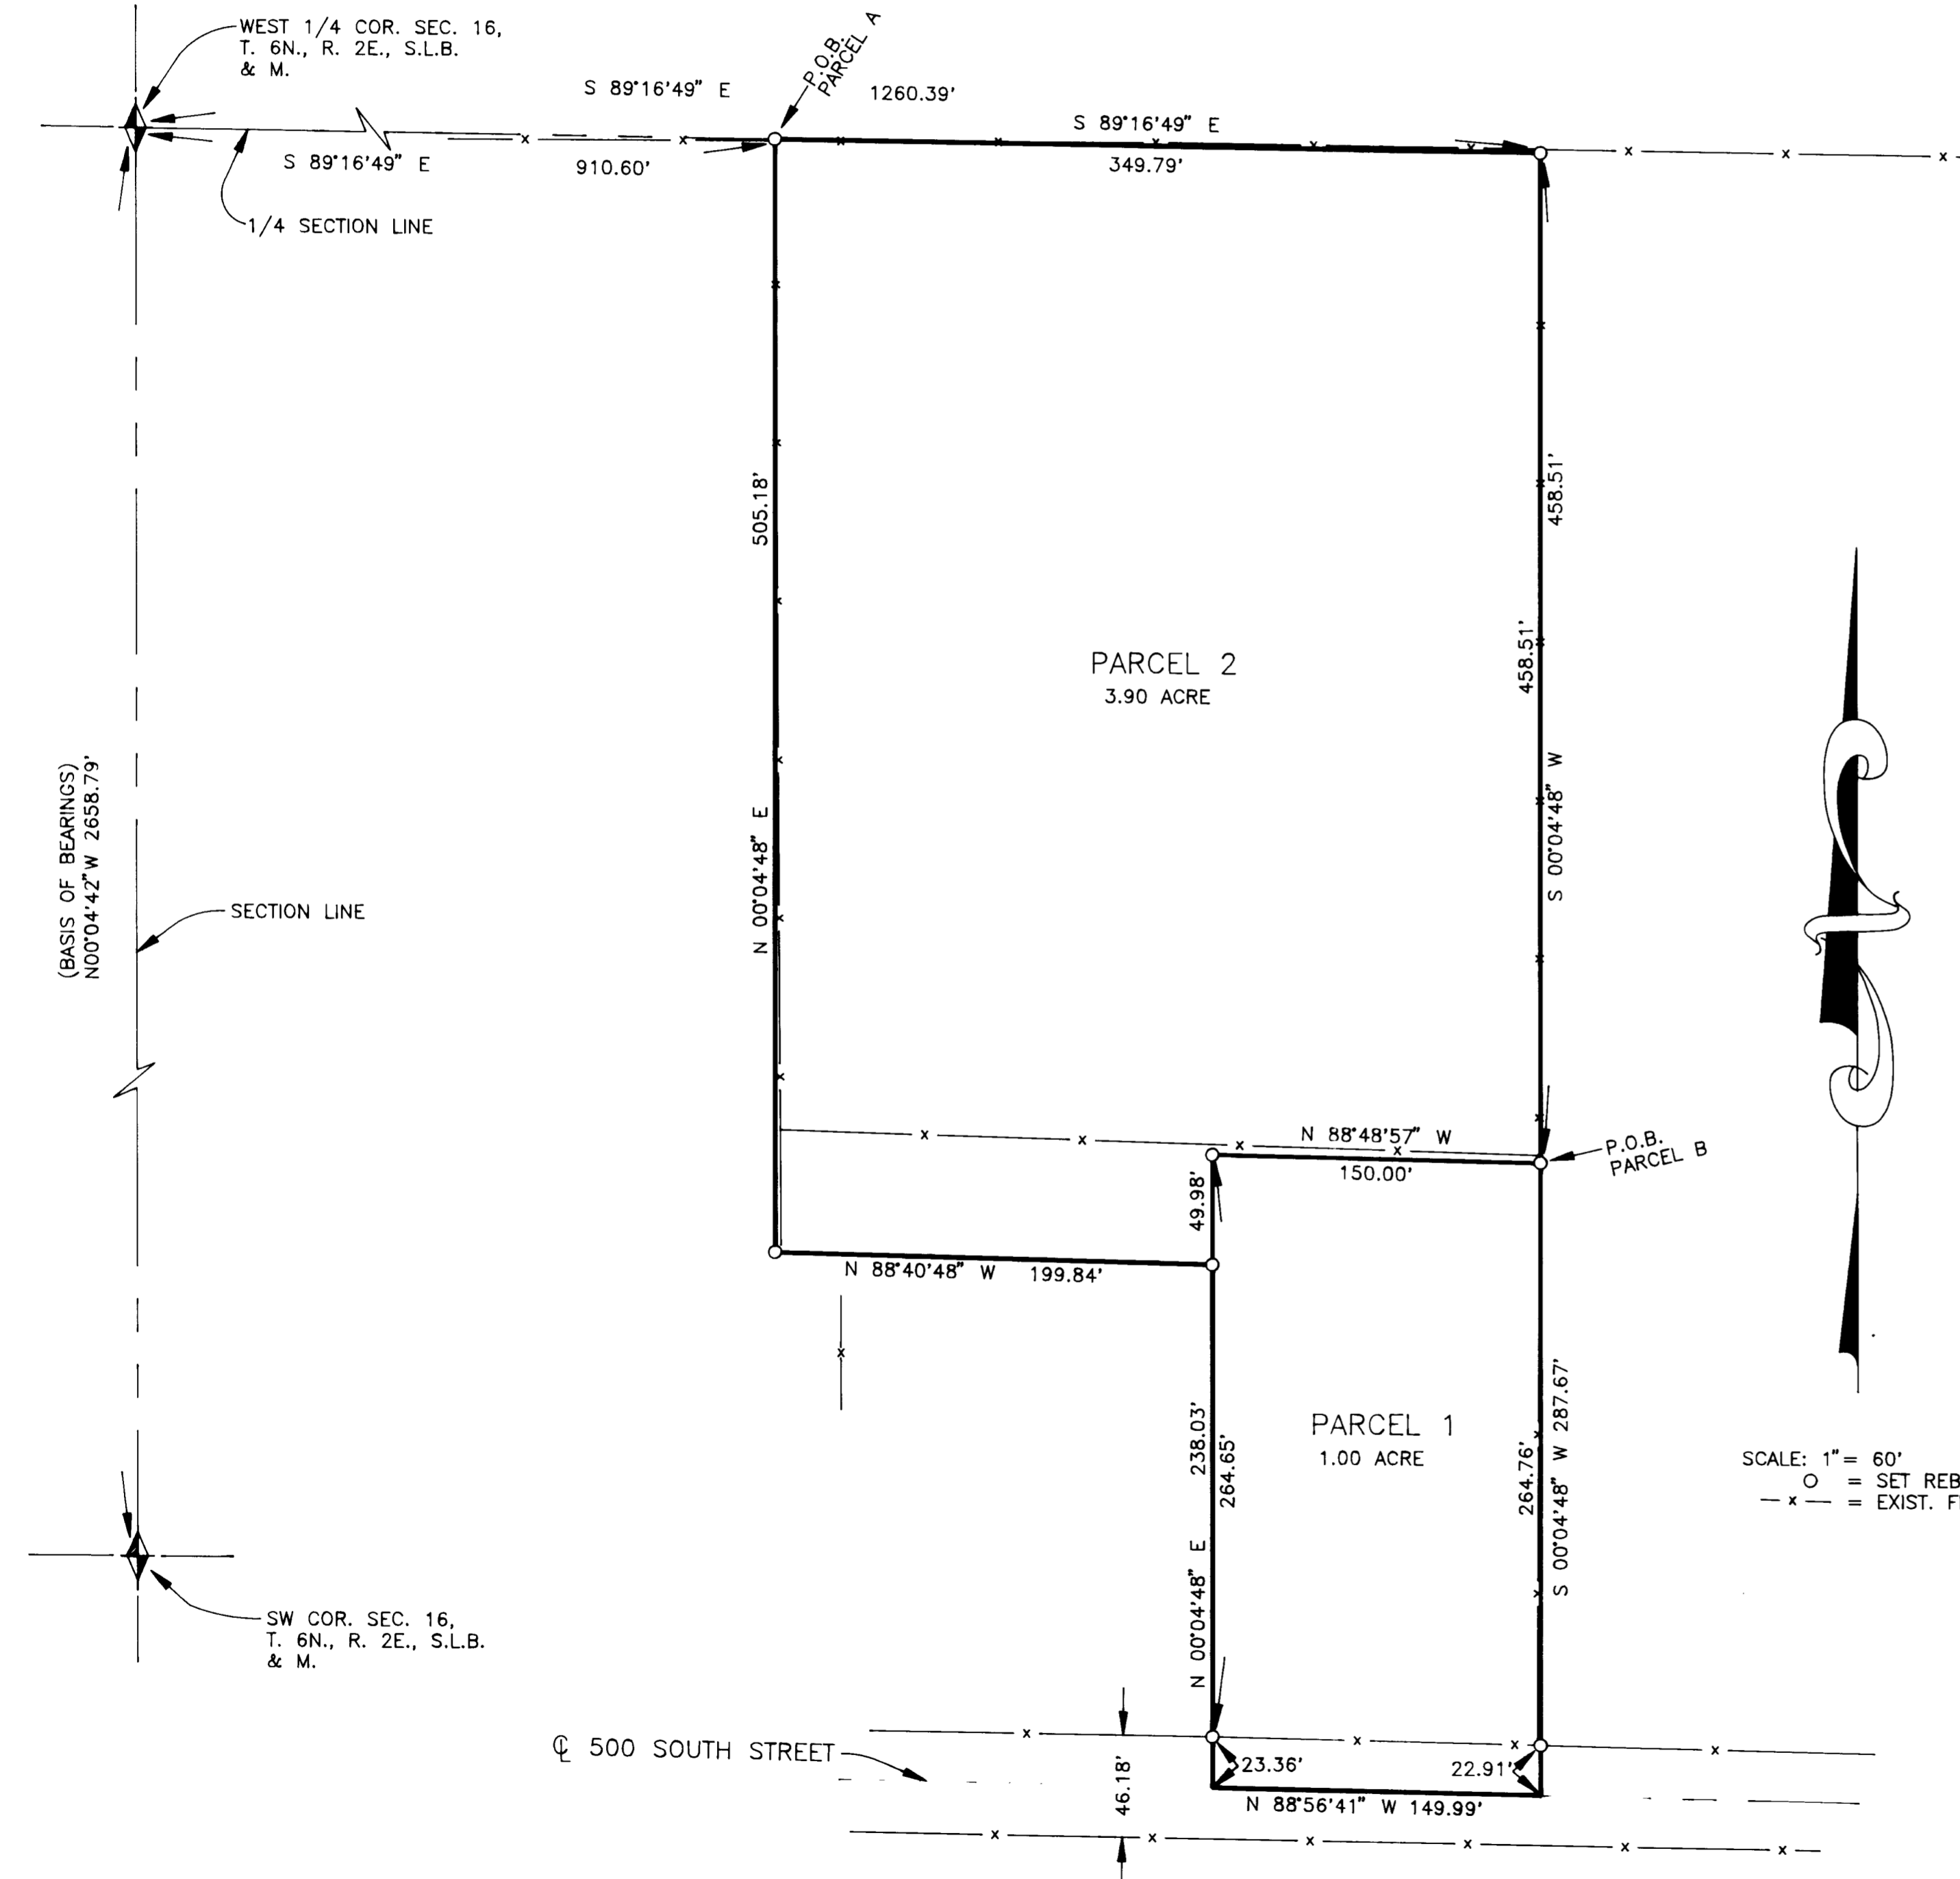 WEST 1/4 COR. SEC. 16,
T. 6N., R. 2E., S.L.B.
& M.
S 89°16'49" E
1260.39'
P.O.B.
PARCEL A
S 89°16'49" E
349.79'
S 89°16'49" E
910.60'
1/4 SECTION LINE
505.18'
N 00°04'48" E
458.51'
458.51'
S 00°04'48" W
PARCEL 2
3.90 ACRE
(BASIS OF BEARINGS)
N00°04'42"W 2658.79'
SECTION LINE
N 88°48'57" W
150.00'
P.O.B.
PARCEL B
49.98'
N 88°40'48" W 199.84'
238.03'
264.65'
N 00°04'48" E
PARCEL 1
1.00 ACRE
264.76'
S 00°04'48" W 287.67'
SCALE: 1"= 60'
O = SET REB
—x— = EXIST. F
SW COR. SEC. 16,
T. 6N., R. 2E., S.L.B.
& M.
℄ 500 SOUTH STREET
46.18'
23.36'
22.91'
N 88°56'41" W 149.99'